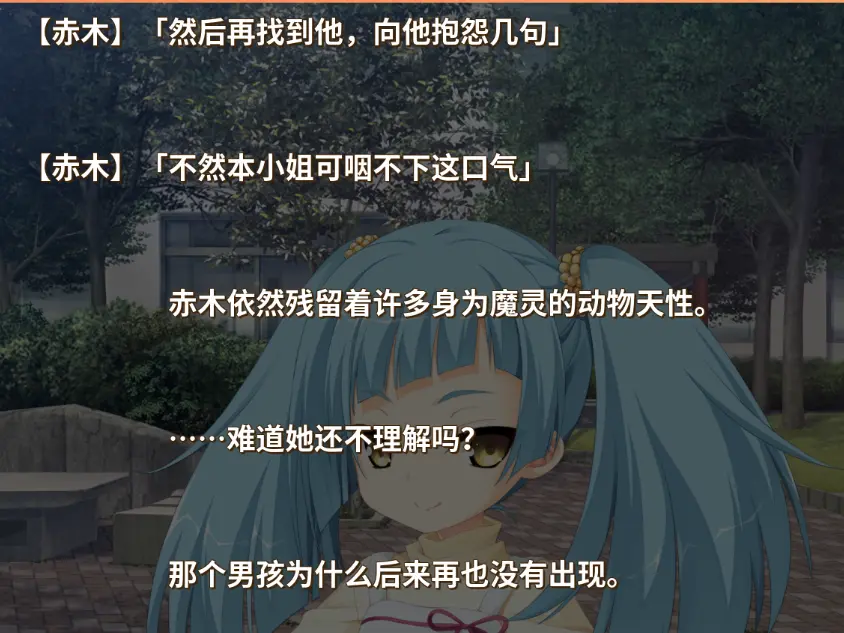 【赤木】「然后再找到他，向他抱怨几句」
【赤木】「不然本小姐可咽不下这口气」
赤木依然残留着许多身为魔灵的动物天性。
……难道她还不理解吗？
那个男孩为什么后来再也没有出现。